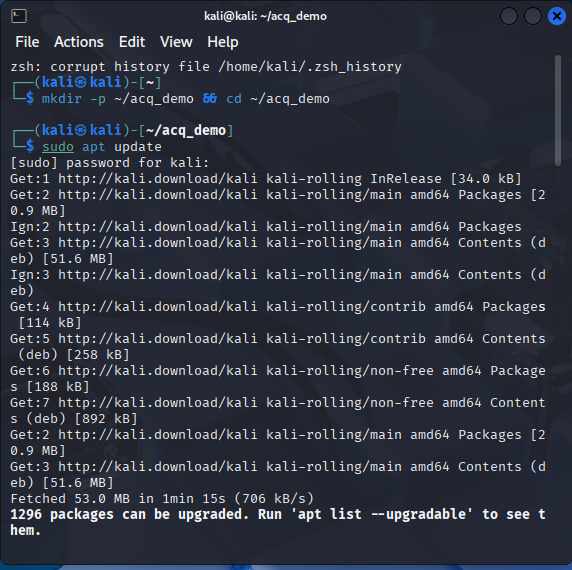 kali@kali: ~/acq_demo
File Actions Edit View Help
zsh: corrupt history file /home/kali/.zsh_history
┌──(kali㉿kali)-[~]
└─$ mkdir -p ~/acq_demo && cd ~/acq_demo
┌──(kali㉿kali)-[~/acq_demo]
└─$ sudo apt update
[sudo] password for kali:
Get:1 http://kali.download/kali kali-rolling InRelease [34.0 kB]
Get:2 http://kali.download/kali kali-rolling/main amd64 Packages [2
0.9 MB]
Ign:2 http://kali.download/kali kali-rolling/main amd64 Packages
Get:3 http://kali.download/kali kali-rolling/main amd64 Contents (d
eb) [51.6 MB]
Ign:3 http://kali.download/kali kali-rolling/main amd64 Contents (d
eb)
Get:4 http://kali.download/kali kali-rolling/contrib amd64 Packages
[114 kB]
Get:5 http://kali.download/kali kali-rolling/contrib amd64 Contents
(deb) [258 kB]
Get:6 http://kali.download/kali kali-rolling/non-free amd64 Package
s [188 kB]
Get:7 http://kali.download/kali kali-rolling/non-free amd64 Content
s (deb) [892 kB]
Get:2 http://kali.download/kali kali-rolling/main amd64 Packages [2
0.9 MB]
Get:3 http://kali.download/kali kali-rolling/main amd64 Contents (d
eb) [51.6 MB]
Fetched 53.0 MB in 1min 15s (706 kB/s)
1296 packages can be upgraded. Run 'apt list --upgradable' to see t
hem.